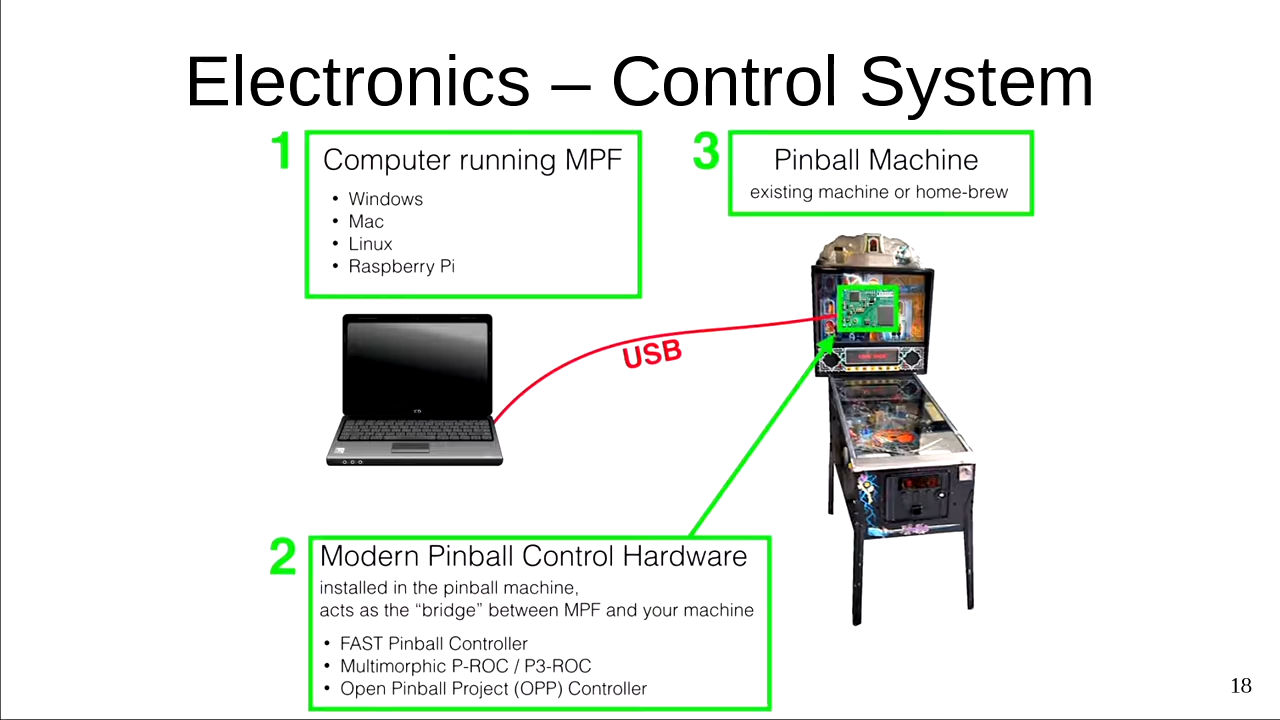 Electronics – Control System
1
Computer running MPF
• Windows
• Mac
• Linux
• Raspberry Pi
3
Pinball Machine
existing machine or home-brew
USB
2
Modern Pinball Control Hardware
installed in the pinball machine,
acts as the “bridge” between MPF and your machine
• FAST Pinball Controller
• Multimorphic P-ROC / P3-ROC
• Open Pinball Project (OPP) Controller
18